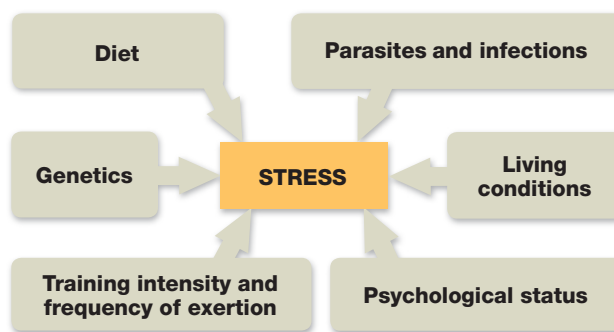 Diet
Parasites and infections
Genetics
STRESS
Living
conditions
Training intensity and
frequency of exertion
Psychological status